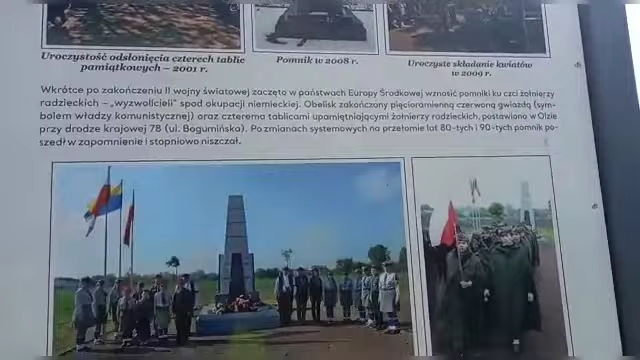 Uroczystość odsłonięcia czterech tablic
pamiątkowych – 2001 r.
Pomnik w 2008 r.
Uroczyste składanie kwiatów
w 2009 r.
Wkrótce po zakończeniu II wojny światowej zaczęto w państwach Europy Środkowej wznosić pomniki ku czci żołnierzy
radzieckich – „wyzwolicieli" spod okupacji niemieckiej. Obelisk zakończony pięcioramienną czerwoną gwiazdą (sym-
bolem władzy komunistycznej) oraz czterema tablicami upamiętniającymi żołnierzy radzieckich, postawiono w Olzie
przy drodze krajowej 78 (ul. Bogumińska). Po zmianach systemowych na przełomie lat 80-tych i 90-tych pomnik po-
szedł w zapomnienie i stopniowo niszczał.